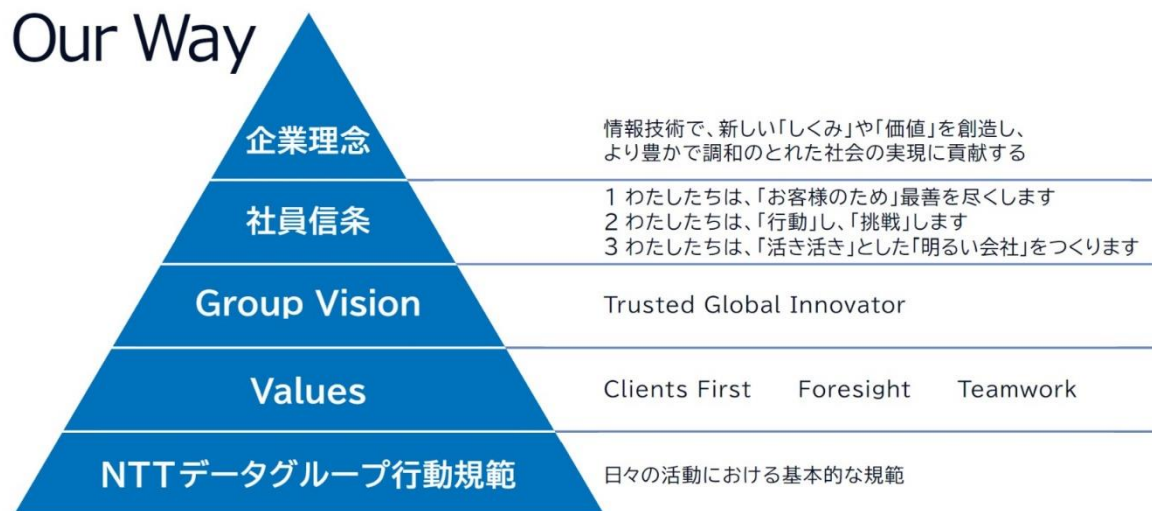 Our Way
企業理念
情報技術で、新しい「しくみ」や「価値」を創造し、
より豊かで調和のとれた社会の実現に貢献する
社員信条
1 わたしたちは、「お客様のため」最善を尽くします
2 わたしたちは、「行動」し、「挑戦」します
3 わたしたちは、「活き活き」とした「明るい会社」をつくります
Group Vision
Trusted Global Innovator
Values
Clients First Foresight Teamwork
NTTデータグループ行動規範
日々の活動における基本的な規範